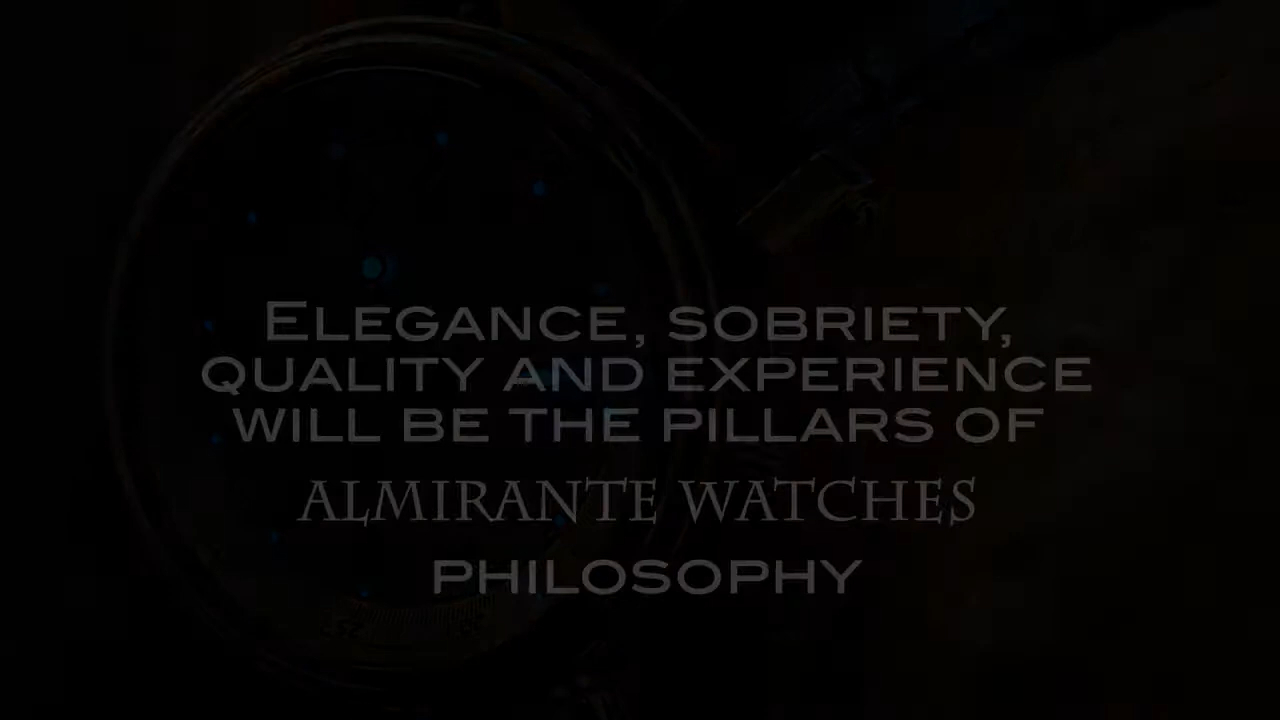 ELEGANCE, SOBRIETY,
QUALITY AND EXPERIENCE
WILL BE THE PILLARS OF
ALMIRANTE WATCHES
PHILOSOPHY